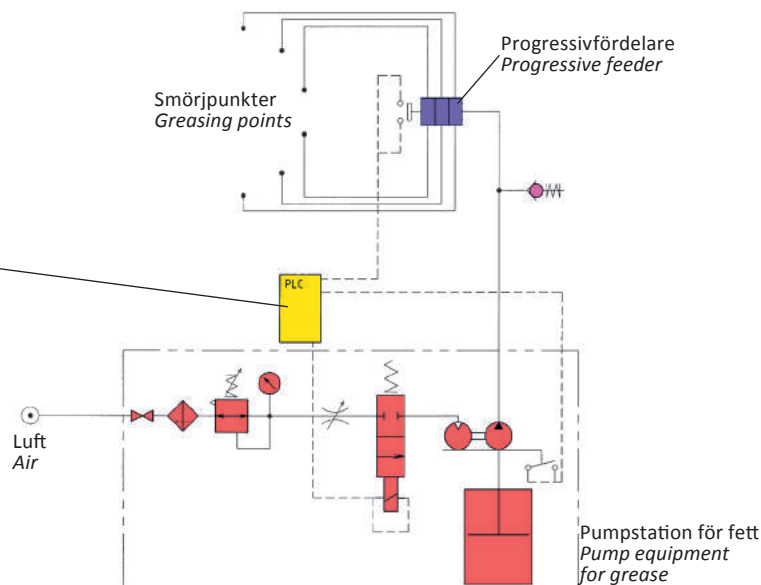 Progressivfördelare
Progressive feeder
Smörjpunkter
Greasing points
PLC
Luft
Air
Pumpstation för fett
Pump equipment
for grease